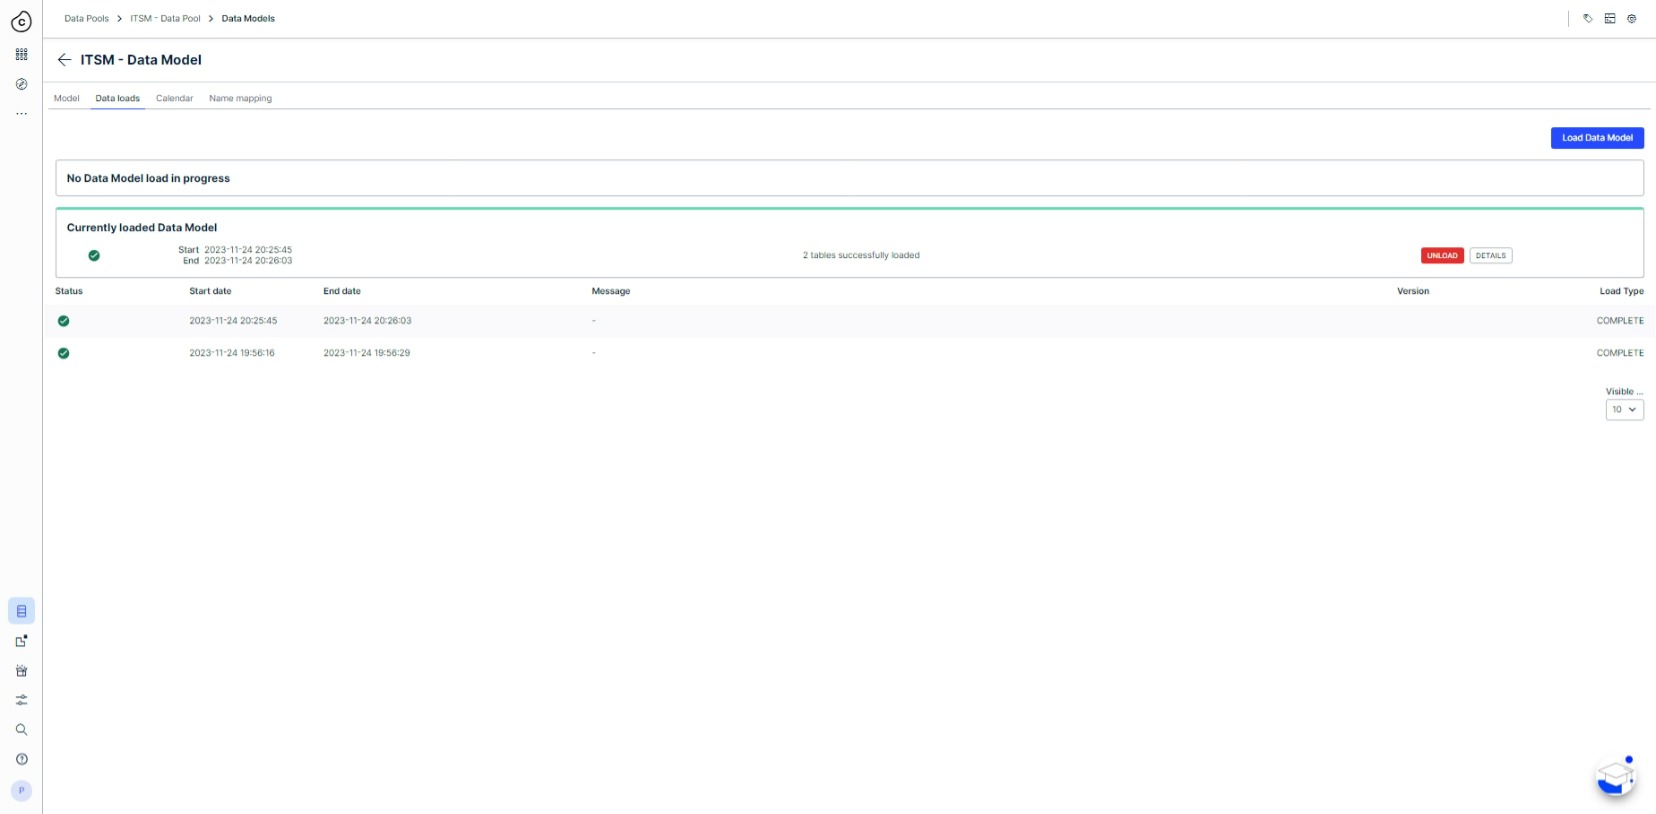 Data Pools > ITSM - Data Pool > Data Models
ITSM - Data Model
Model Data loads Calendar Name mapping
Load Data Model
No Data Model load in progress
Currently loaded Data Model
Start 2023-11-24 20:25:45
End 2023-11-24 20:26:03
2 tables successfully loaded
UNLOAD DETAILS
Status Start date End date Message Version Load Type
2023-11-24 20:25:45 2023-11-24 20:26:03 - COMPLETE
2023-11-24 19:56:16 2023-11-24 19:56:29 - COMPLETE
Visible ...
10
P